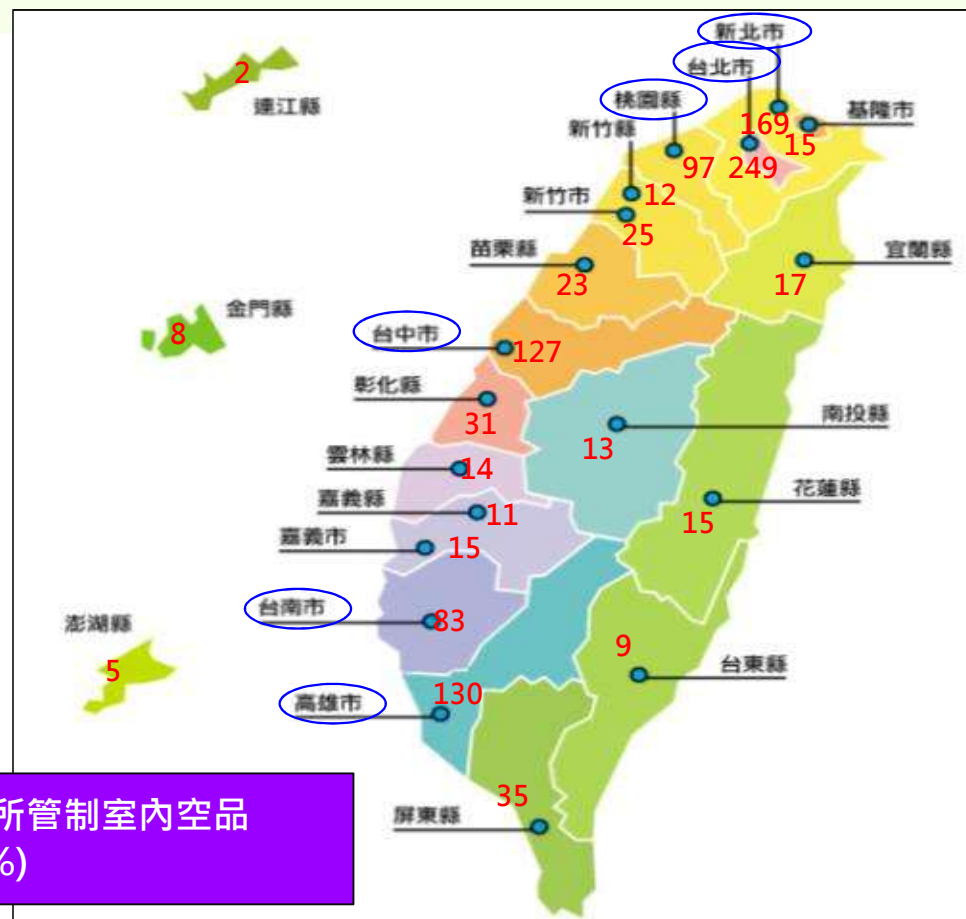 新北市
台北市
桃園縣
新竹縣
新竹市
苗栗縣
台中市
彰化縣
雲林縣
嘉義縣
嘉義市
台南市
高雄市
屏東縣
基隆市
宜蘭縣
南投縣
花蓮縣
台東縣
連江縣
金門縣
澎湖縣
2
169
15
249
97
12
25
23
17
8
127
31
13
14
11
15
15
83
9
5
130
35
所管制室內空品
%)